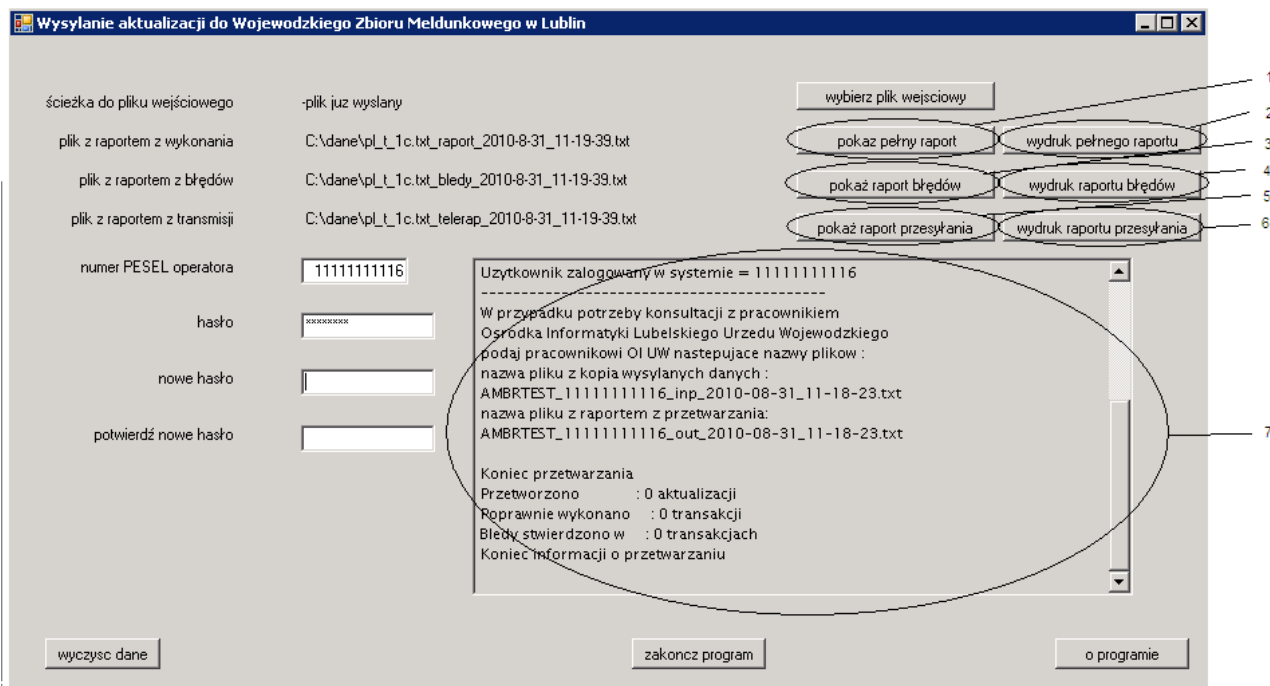 Wysylanie aktualizacji do Wojewodzkiego Zbioru Meldunkowego w Lublin
ścieżka do pliku wejściowego -plik juz wyslany wybierz plik wejsciowy 1
plik z raportem z wykonania C:\dane\pl_t_1c.txt_raport_2010-8-31_11-19-39.txt pokaz pełny raport wydruk pełnego raportu 2
3
plik z raportem z błędów C:\dane\pl_t_1c.txt_bledy_2010-8-31_11-19-39.txt pokaż raport błędów wydruk raportu błędów 4
5
plik z raportem z transmisji C:\dane\pl_t_1c.txt_telerap_2010-8-31_11-19-39.txt pokaż raport przesyłania wydruk raportu przesyłania 6
numer PESEL operatora 11111111116
hasło ********
nowe hasło
potwierdź nowe hasło
Uzytkownik zalogowany w systemie = 11111111116
-------------------------------------------
W przypadku potrzeby konsultacji z pracownikiem
Osrodka Informatyki Lubelskiego Urzedu Wojewodzkiego
podaj pracownikowi OI UW nastepujace nazwy plikow :
nazwa pliku z kopia wysylanych danych :
AMBRTEST_11111111116_inp_2010-08-31_11-18-23.txt
nazwa pliku z raportem z przetwarzania:
AMBRTEST_11111111116_out_2010-08-31_11-18-23.txt
7
Koniec przetwarzania
Przetworzono : 0 aktualizacji
Poprawnie wykonano : 0 transakcji
Bledy stwierdzono w : 0 transakcjach
Koniec informacji o przetwarzaniu
wyczysc dane zakoncz program o programie